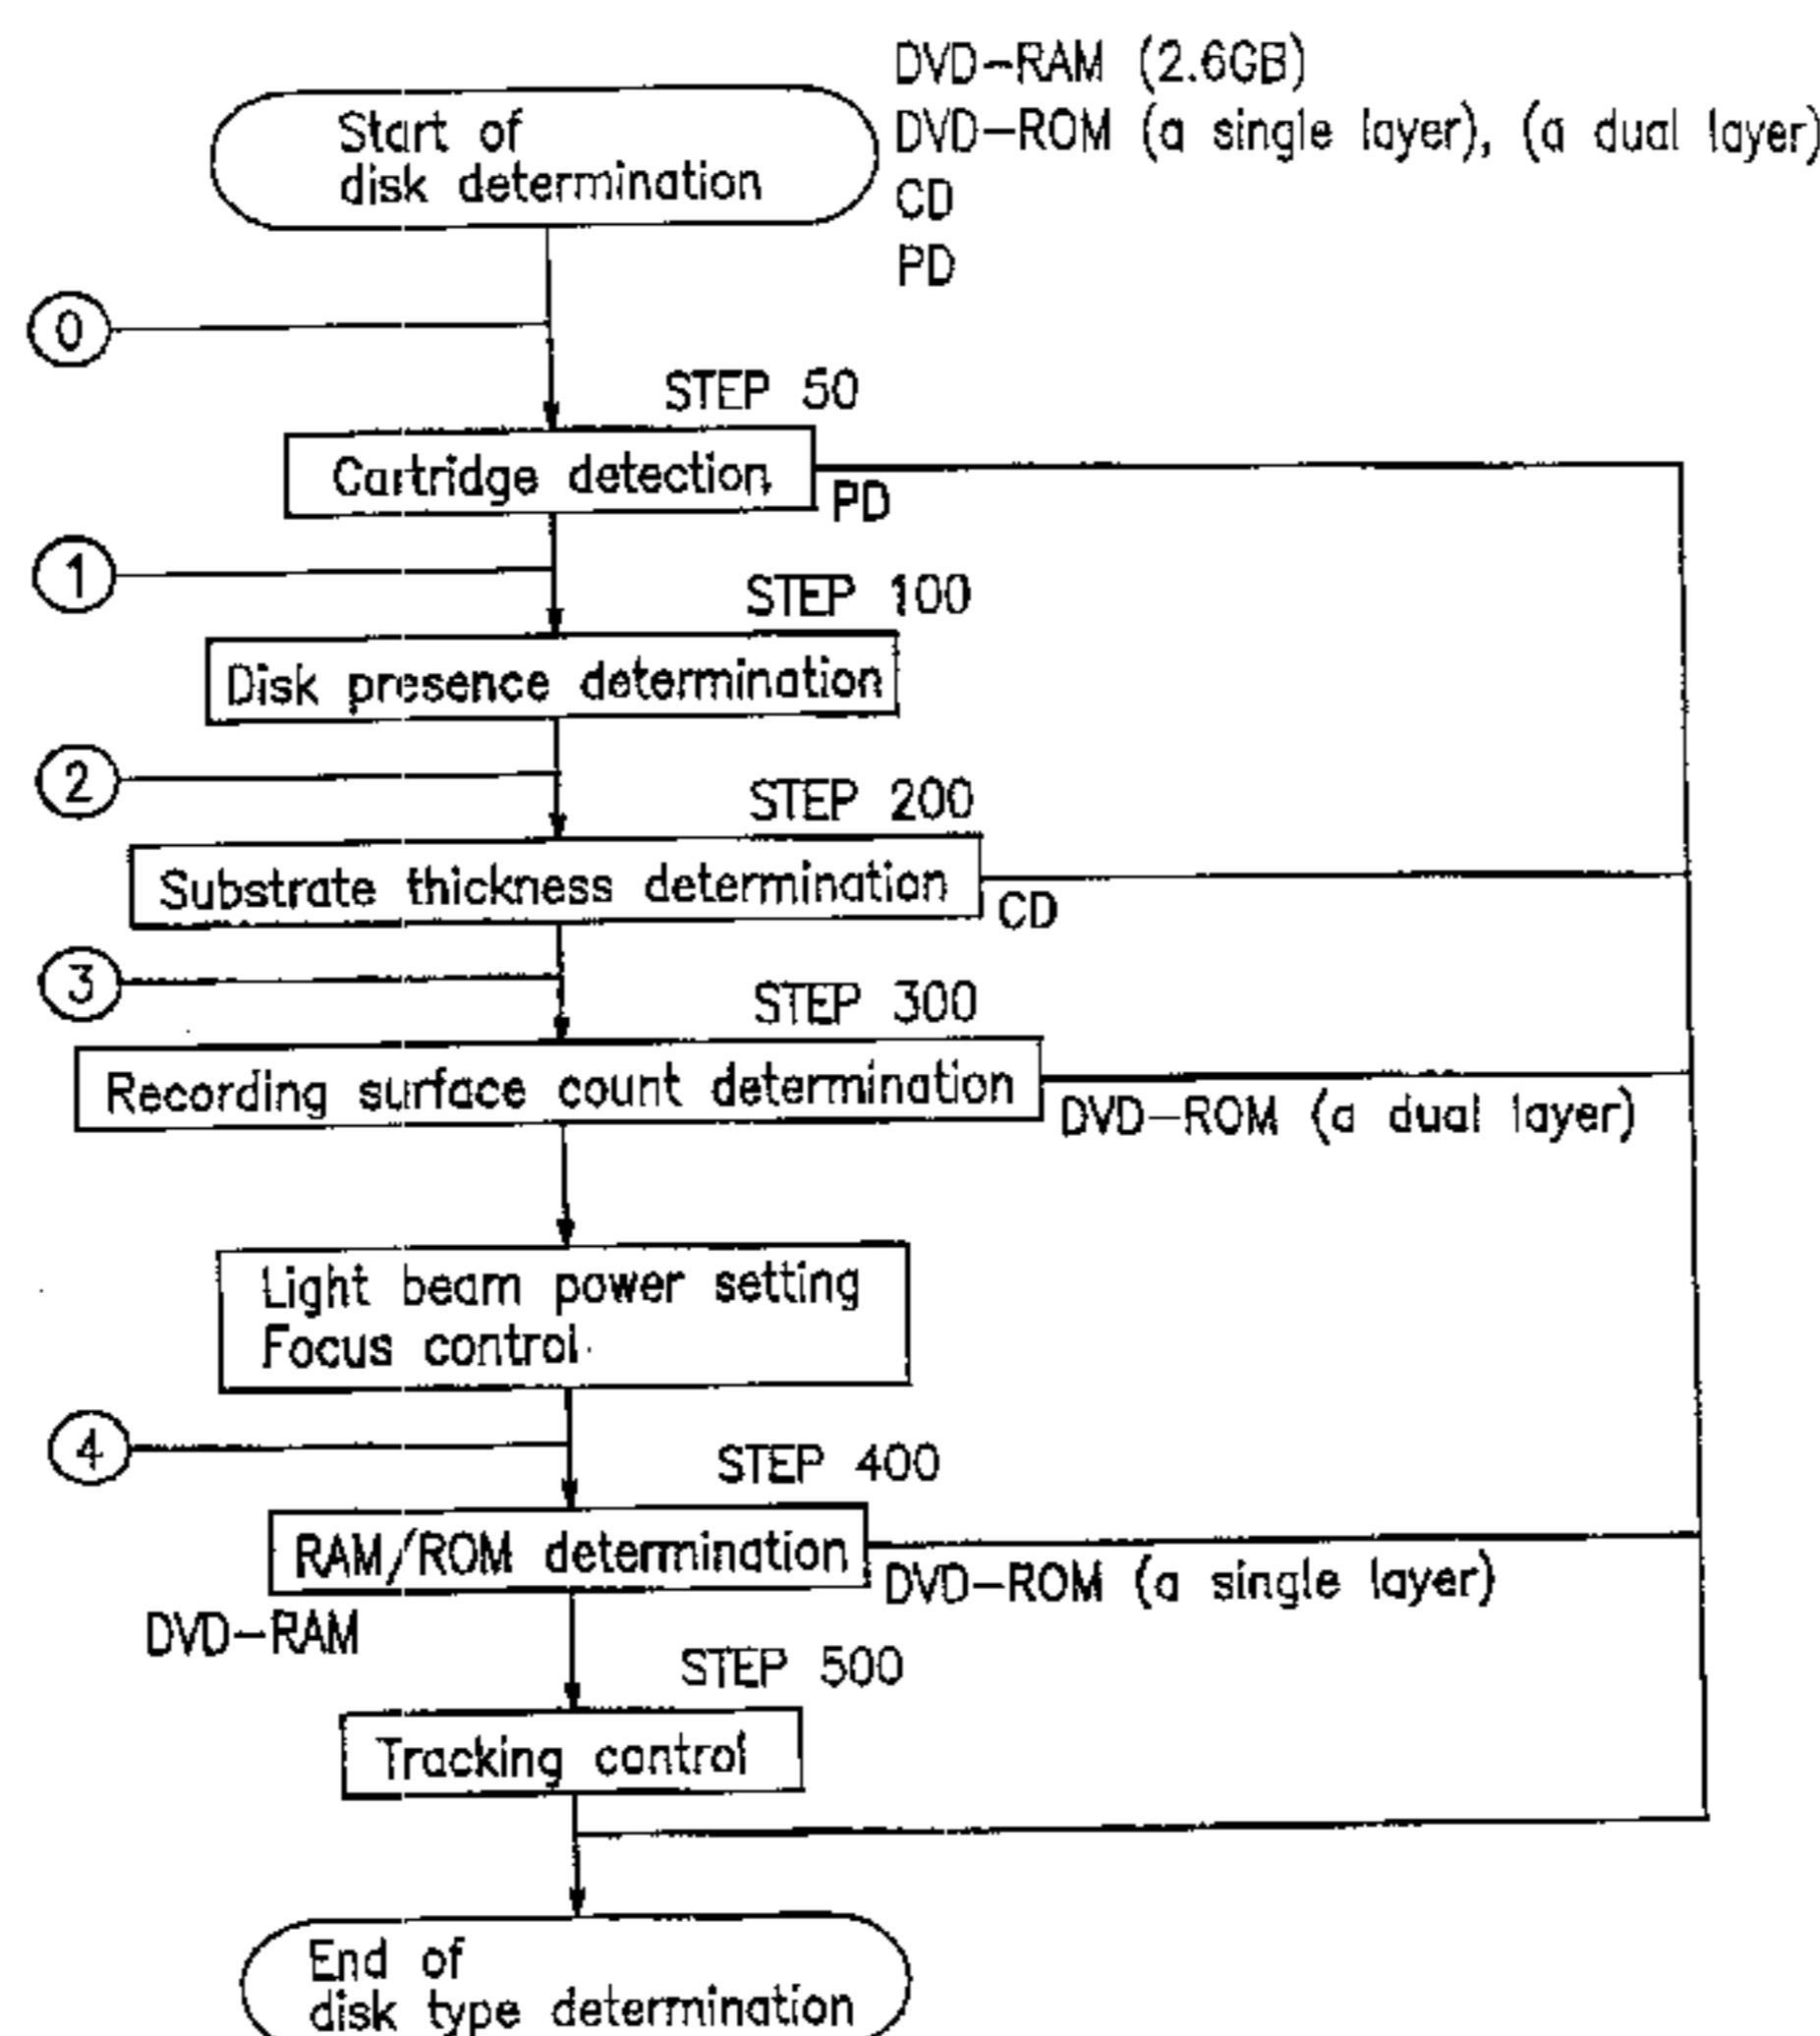 DVD-RAM (2.6GB)
Start of
disk determination
DVD-ROM (a single layer), (a dual layer)
CD
PD
0
STEP 50
Cartridge detection
PD
1
STEP 100
Disk presence determination
2
STEP 200
Substrate thickness determination
CD
3
STEP 300
Recording surface count determination
DVD-ROM (a dual layer)
Light beam power setting
Focus control
4
STEP 400
RAM/ROM determination
DVD-ROM (a single layer)
DVD-RAM
STEP 500
Tracking control
End of
disk type determination